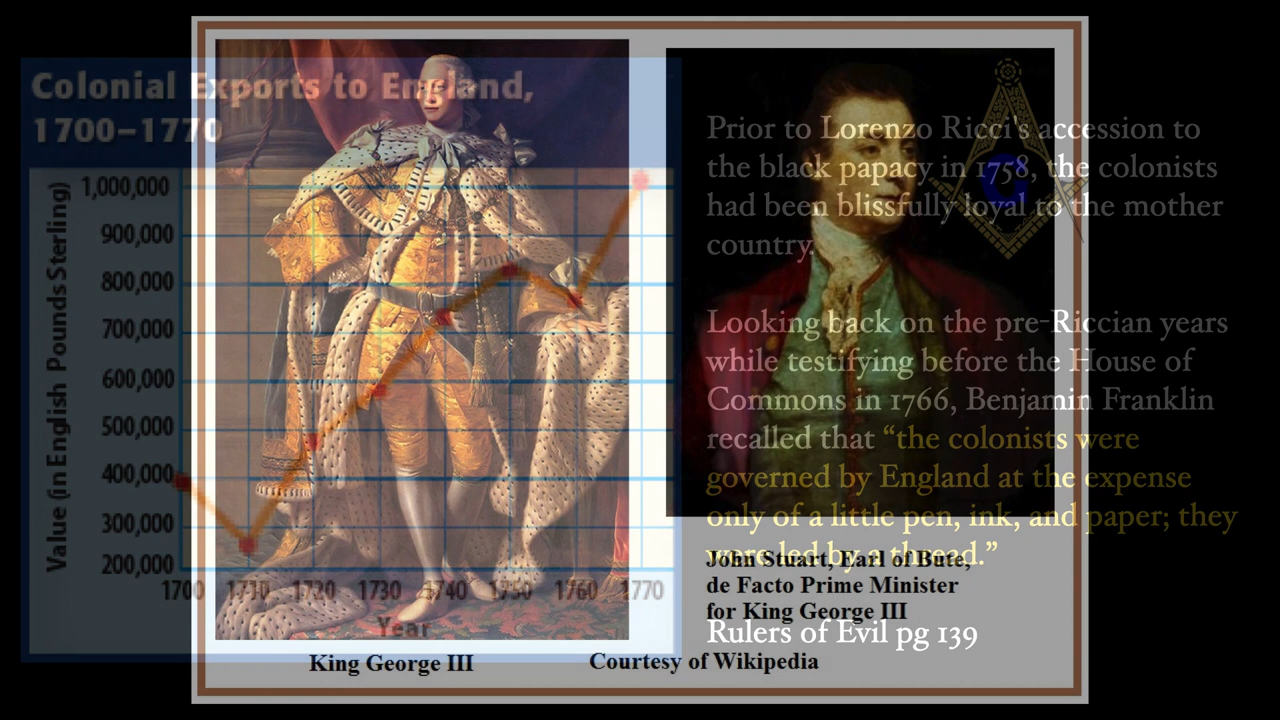 Colonial Exports to England,
1700–1770
Value (in English Pounds Sterling)
1,000,000
900,000
800,000
700,000
600,000
500,000
400,000
300,000
200,000
1700 1710 1720 1730 1740 1750 1760 1770
Year
King George III
Courtesy of Wikipedia
G
Prior to Lorenzo Ricci's accession to
the black papacy in 1758, the colonists
had been blissfully loyal to the mother
country.
Looking back on the pre-Riccian years
while testifying before the House of
Commons in 1766, Benjamin Franklin
recalled that “the colonists were
governed by England at the expense
only of a little pen, ink, and paper; they
were led by a thread.”
John Stuart, Earl of Bute,
de Facto Prime Minister
for King George III
Rulers of Evil pg 139